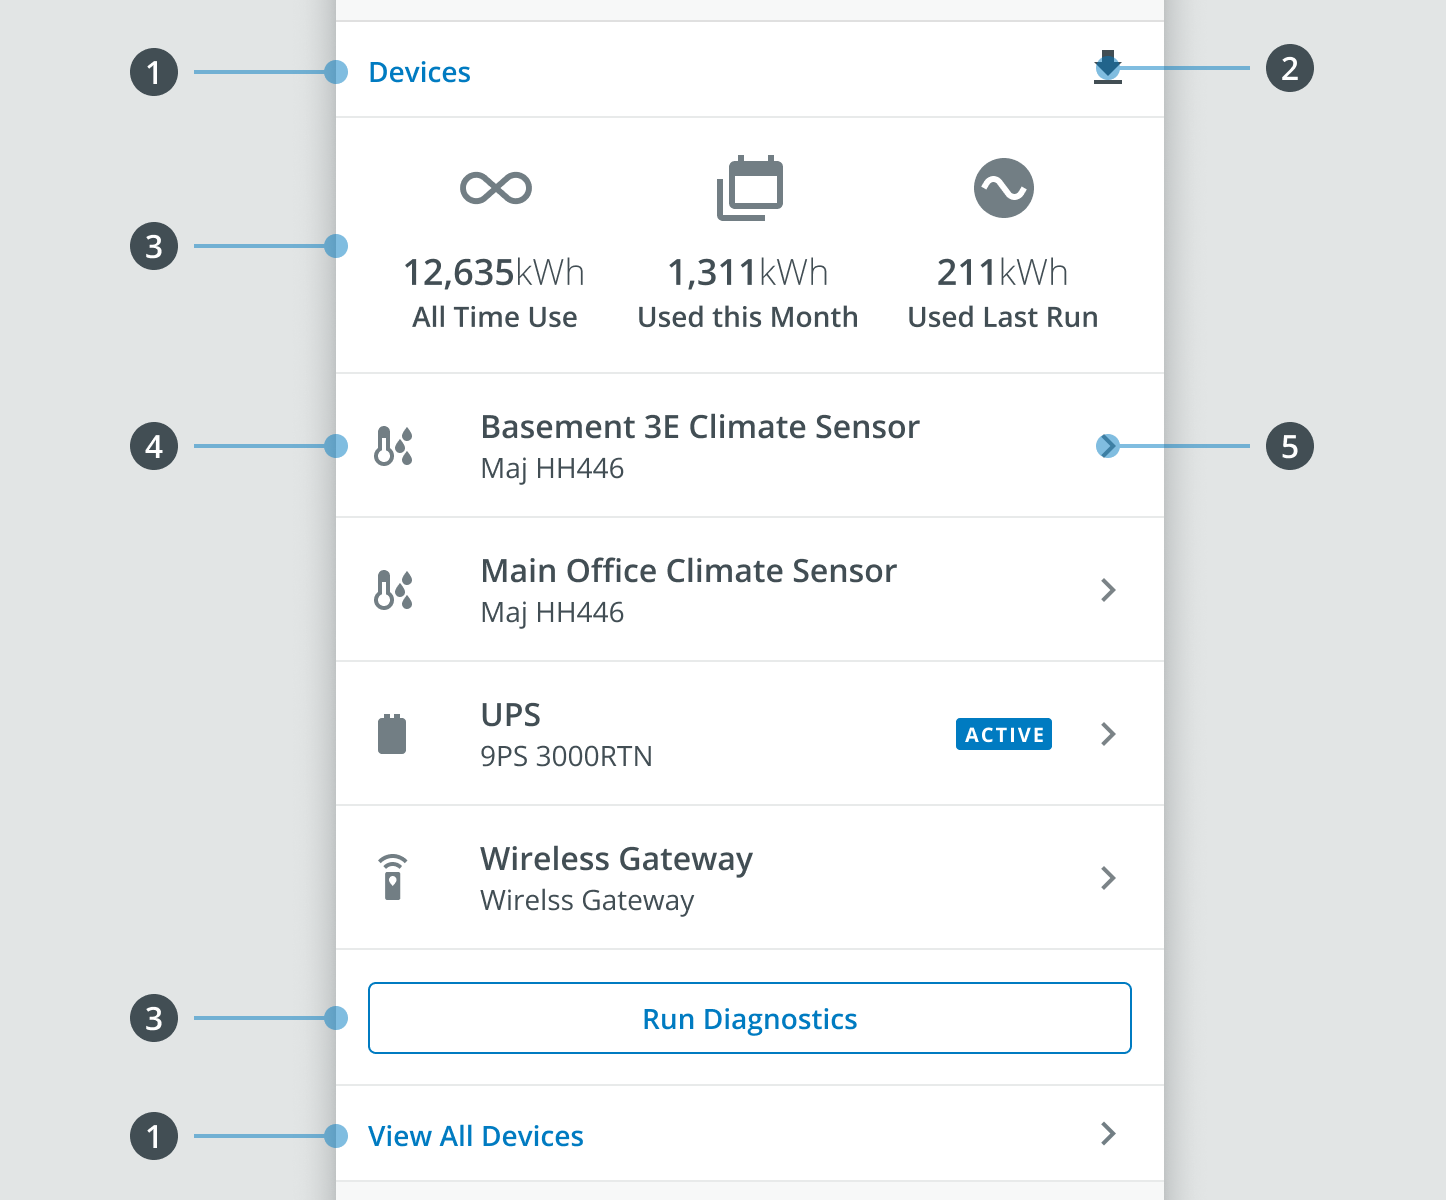 1 Devices 2
3
12,635kWh 1,311kWh 211kWh
All Time Use Used this Month Used Last Run
4 Basement 3E Climate Sensor 5
Maj HH446
Main Office Climate Sensor
Maj HH446
UPS
9PS 3000RTN
ACTIVE
Wireless Gateway
Wirelss Gateway
3 Run Diagnostics
1 View All Devices